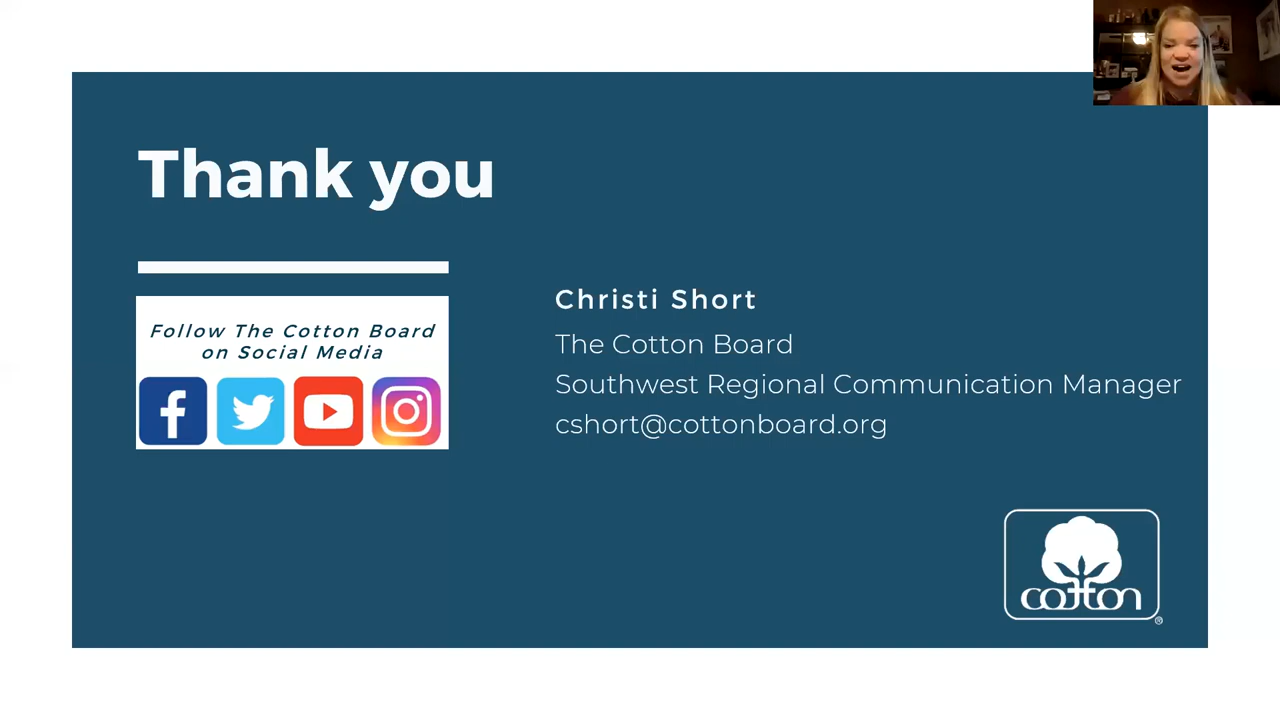 Thank you
Follow The Cotton Board
on Social Media
Christi Short
The Cotton Board
Southwest Regional Communication Manager
cshort@cottonboard.org
cotton
®